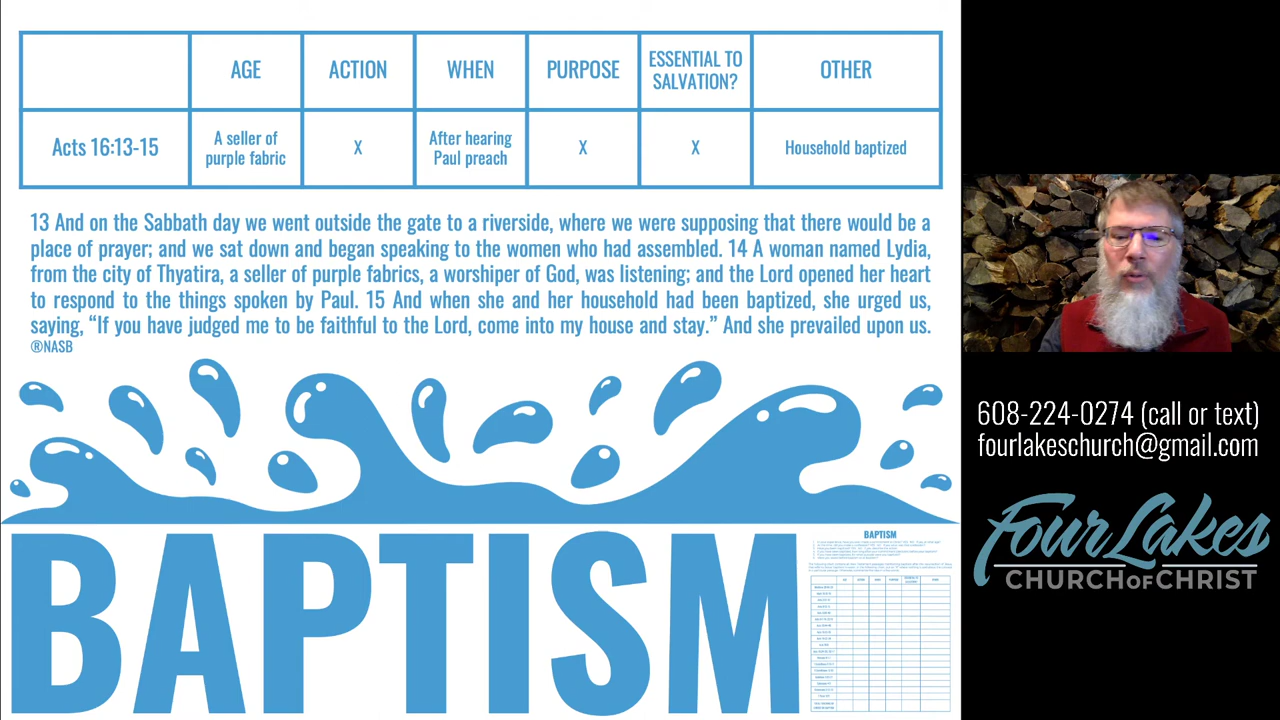 AGE
ACTION
WHEN
PURPOSE
ESSENTIAL TO
SALVATION?
OTHER
Acts 16:13-15
A seller of
purple fabric
X
After hearing
Paul preach
X
X
Household baptized
13 And on the Sabbath day we went outside the gate to a riverside, where we were supposing that there would be a
place of prayer; and we sat down and began speaking to the women who had assembled. 14 A woman named Lydia,
from the city of Thyatira, a seller of purple fabrics, a worshiper of God, was listening; and the Lord opened her heart
to respond to the things spoken by Paul. 15 And when she and her household had been baptized, she urged us,
saying, “If you have judged me to be faithful to the Lord, come into my house and stay.” And she prevailed upon us.
®NASB
BAPTISM
BAPTISM
608-224-0274 (call or text)
fourlakeschurch@gmail.com
Four Lakes
CHURCH OF CHRIST